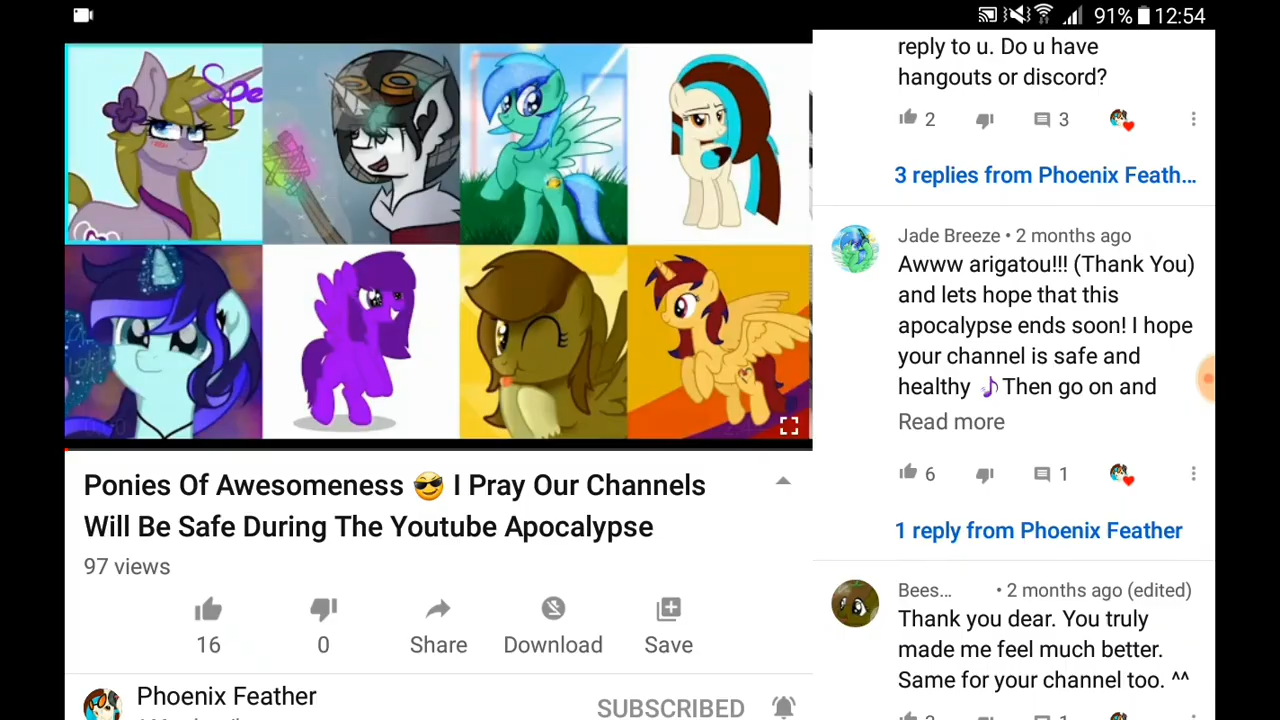 91% 12:54
Spe
Ponies Of Awesomeness 😎 I Pray Our Channels
Will Be Safe During The Youtube Apocalypse
97 views
16
0
Share
Download
Save
Phoenix Feather
SUBSCRIBED
reply to u. Do u have
hangouts or discord?
2
3
3 replies from Phoenix Feath...
Jade Breeze • 2 months ago
Awww arigatou!!! (Thank You)
and lets hope that this
apocalypse ends soon! I hope
your channel is safe and
healthy 🎵Then go on and
Read more
6
1
1 reply from Phoenix Feather
Bees... • 2 months ago (edited)
Thank you dear. You truly
made me feel much better.
Same for your channel too. ^^